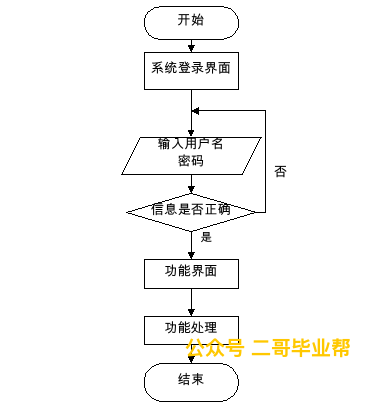 开始
系统登录界面
输入用户名
密码
否
信息是否正确
是
功能界面
功能处理
公众号 二哥毕业帮
结束